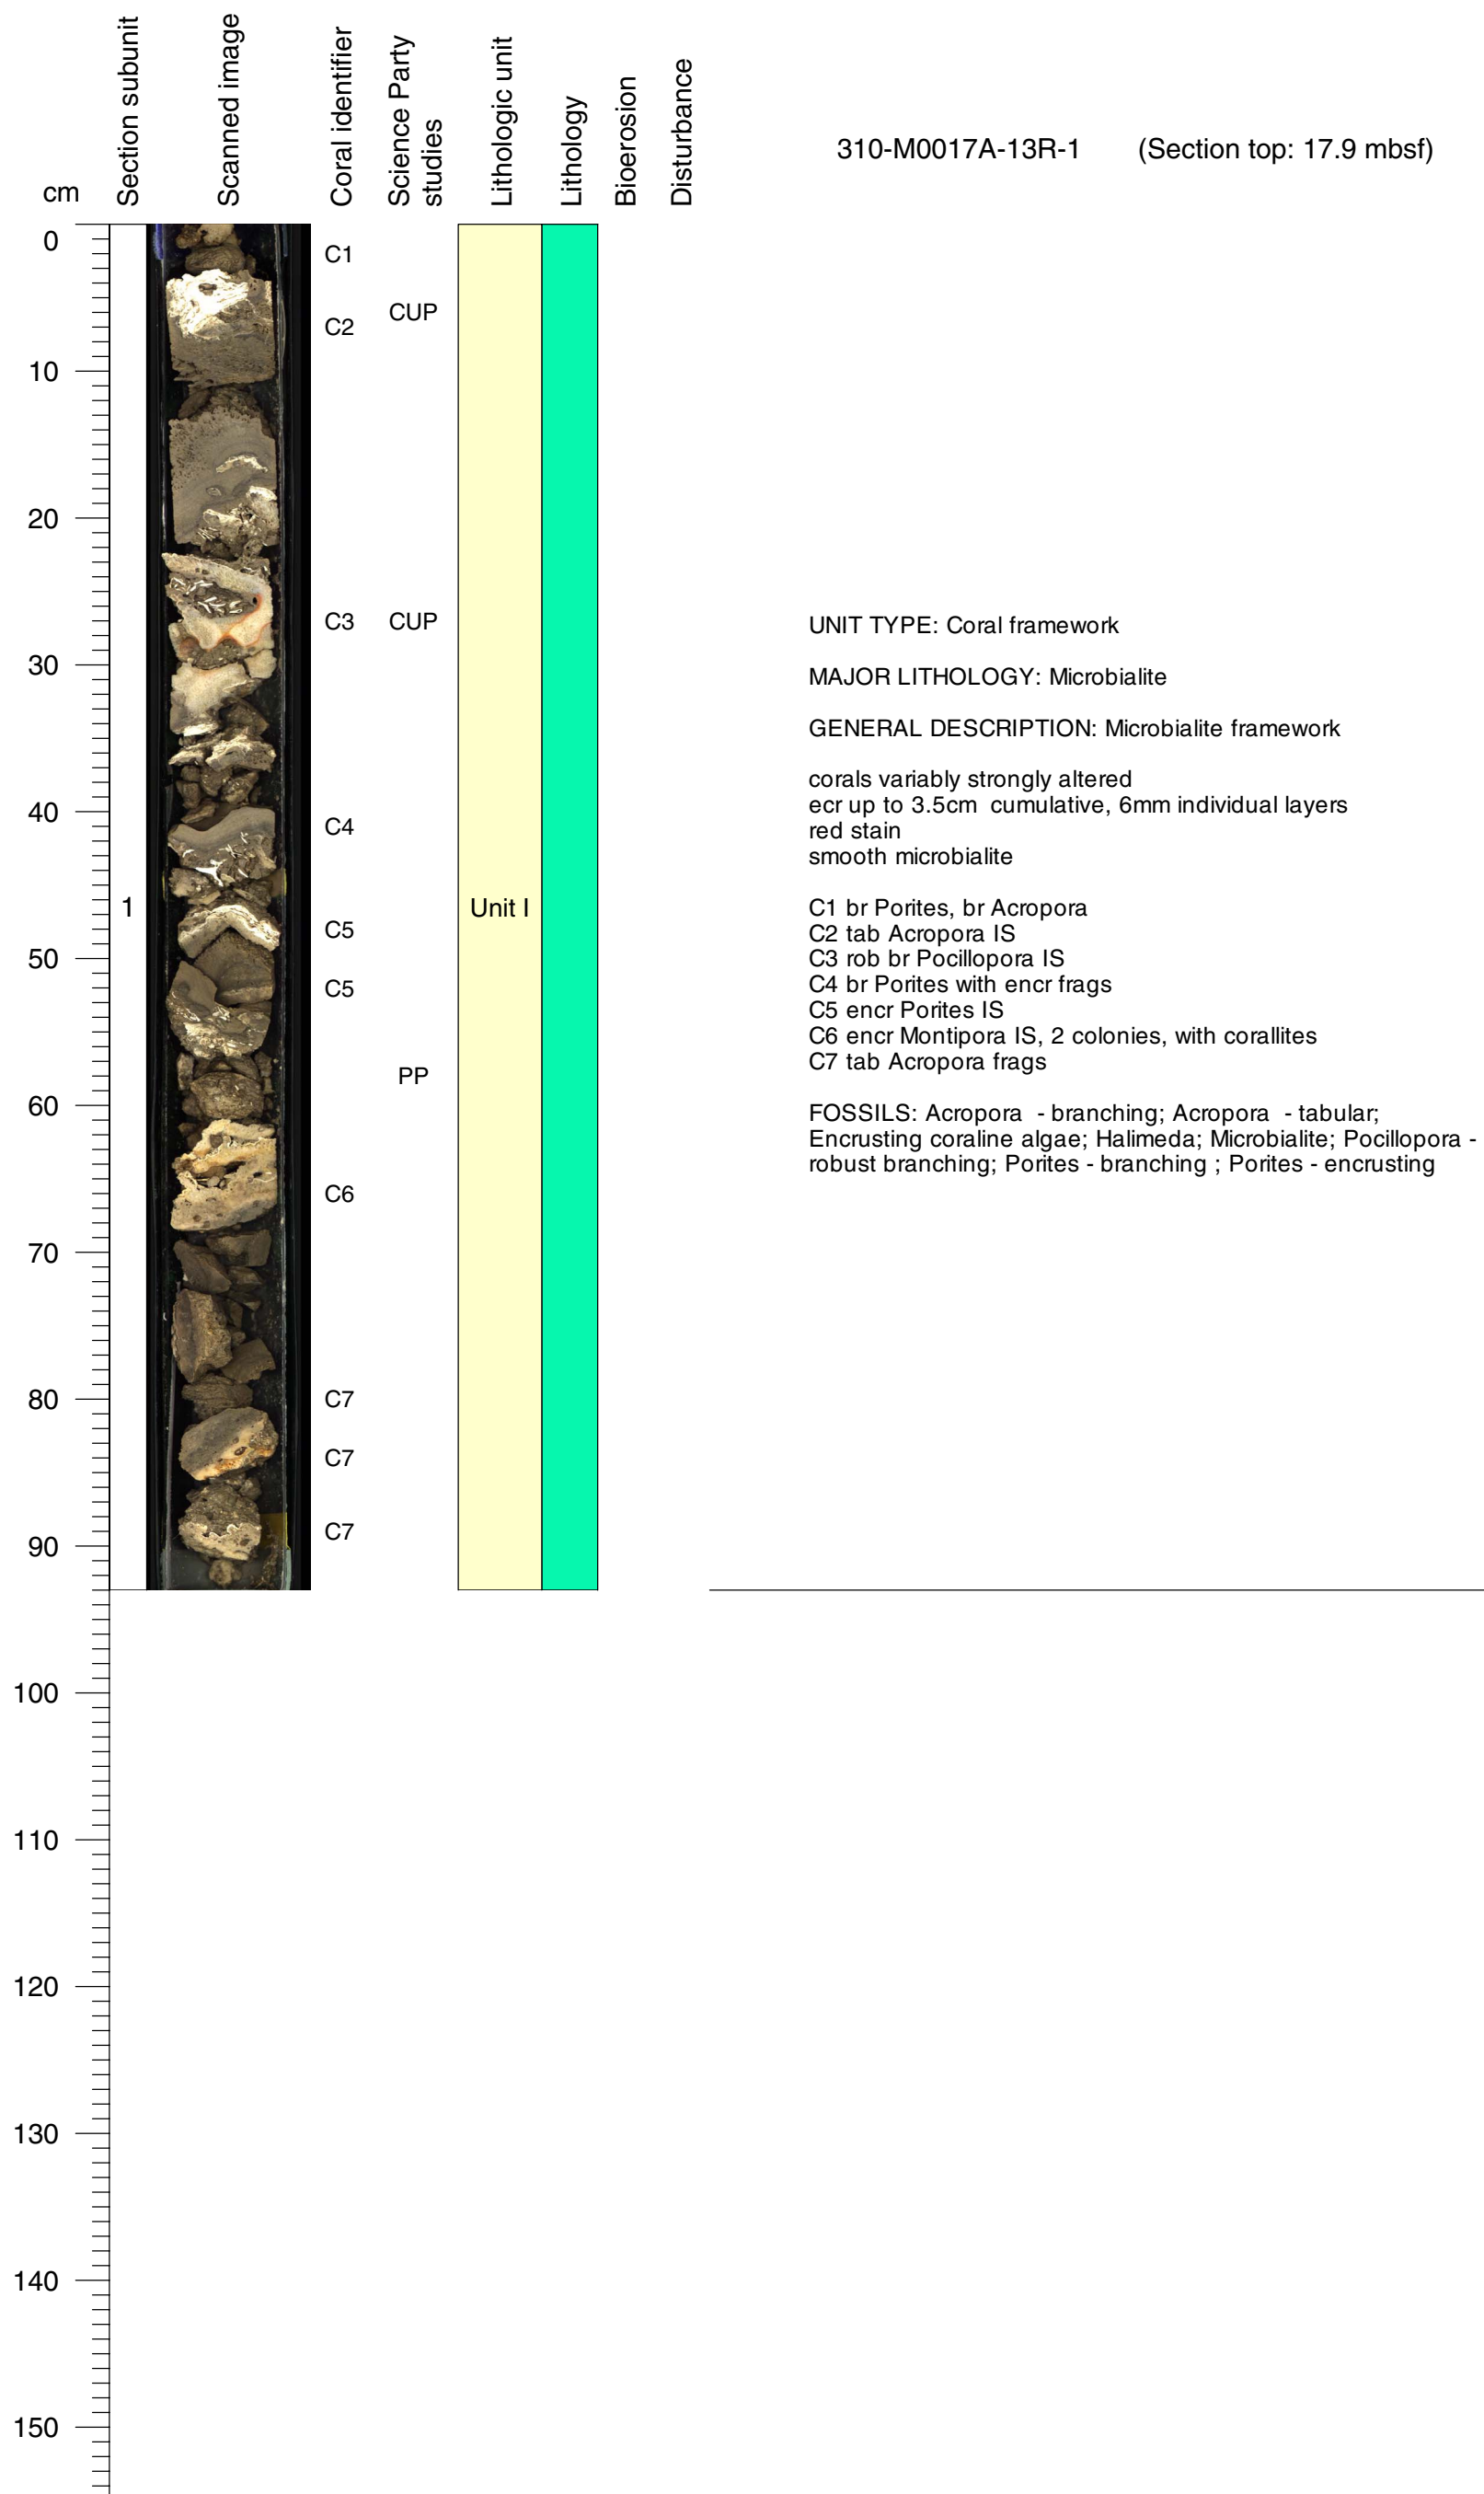 cm
Section subunit
Scanned image
Coral identifier
Science Party
studies
Lithologic unit
Lithology
Bioerosion
Disturbance
310-M0017A-13R-1 (Section top: 17.9 mbsf)
0
C1
CUP
C2
10
20
C3 CUP
30
40
C4
1
Unit I
C5
50
C5
PP
60
C6
70
80
C7
C7
C7
90
100
110
120
130
140
150
UNIT TYPE: Coral framework
MAJOR LITHOLOGY: Microbialite
GENERAL DESCRIPTION: Microbialite framework
corals variably strongly altered
ecr up to 3.5cm cumulative, 6mm individual layers
red stain
smooth microbialite
C1 br Porites, br Acropora
C2 tab Acropora IS
C3 rob br Pocillopora IS
C4 br Porites with encr frags
C5 encr Porites IS
C6 encr Montipora IS, 2 colonies, with corallites
C7 tab Acropora frags
FOSSILS: Acropora - branching; Acropora - tabular;
Encrusting coraline algae; Halimeda; Microbialite; Pocillopora -
robust branching; Porites - branching ; Porites - encrusting